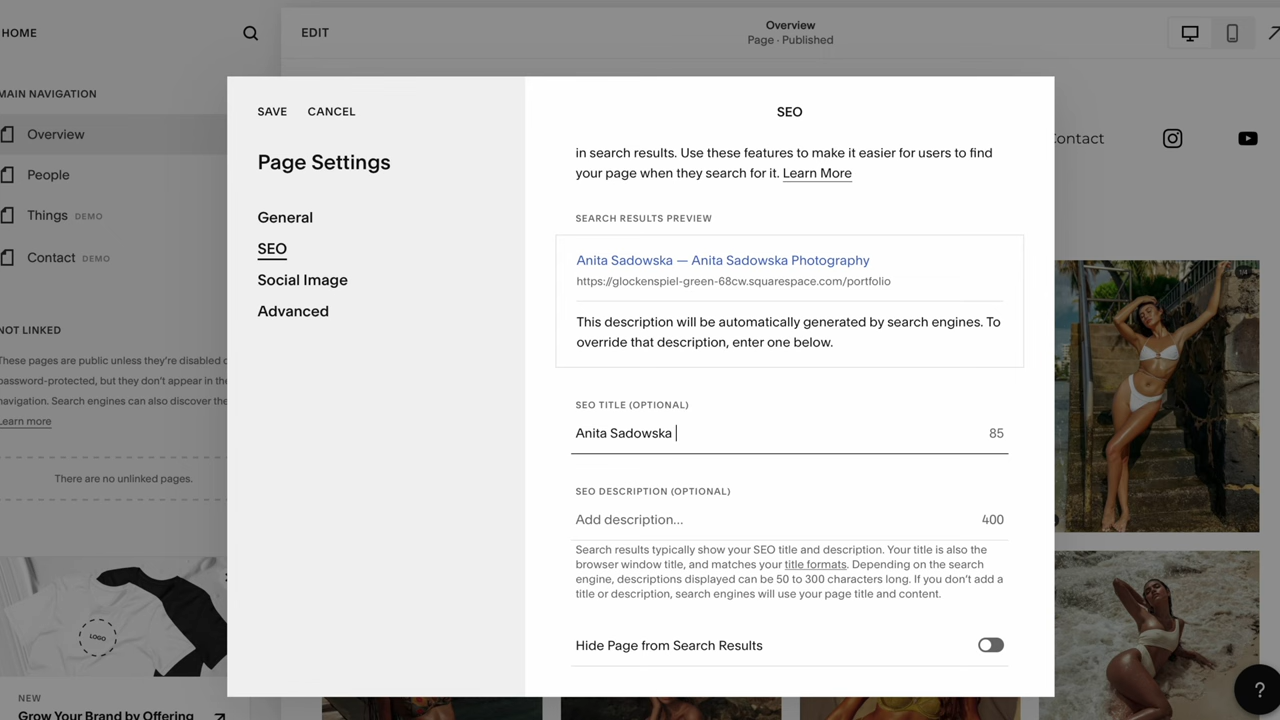 HOME
EDIT
Overview
Page · Published
MAIN NAVIGATION
Overview
People
Things DEMO
Contact DEMO
NOT LINKED
These pages are public unless they're disabled
password-protected, but they don't appear in the
navigation. Search engines can also discover the
Learn more
There are no unlinked pages.
LOGO
NEW
Grow Your Brand by Offering
SAVE CANCEL
Page Settings
General
SEO
Social Image
Advanced
SEO
in search results. Use these features to make it easier for users to find
your page when they search for it. Learn More
SEARCH RESULTS PREVIEW
Anita Sadowska — Anita Sadowska Photography
https://glockenspiel-green-68cw.squarespace.com/portfolio
This description will be automatically generated by search engines. To
override that description, enter one below.
SEO TITLE (OPTIONAL)
Anita Sadowska
85
SEO DESCRIPTION (OPTIONAL)
Add description...
400
Search results typically show your SEO title and description. Your title is also the
browser window title, and matches your title formats. Depending on the search
engine, descriptions displayed can be 50 to 300 characters long. If you don't add a
title or description, search engines will use your page title and content.
Hide Page from Search Results
Contact
?